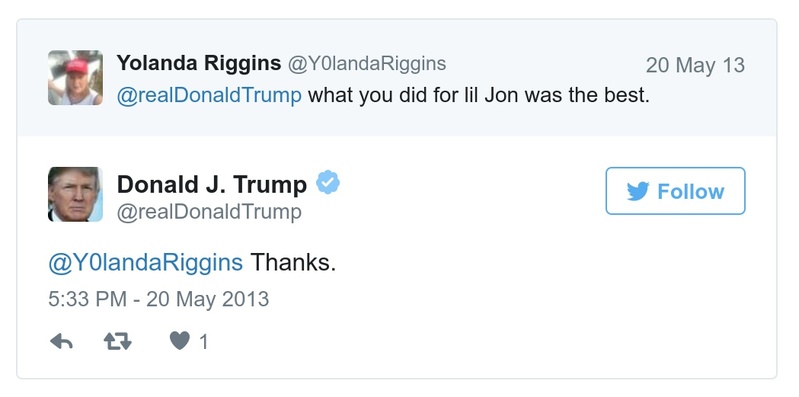 Yolanda Riggins @Y0landaRiggins 20 May 13
@realDonaldTrump what you did for lil Jon was the best.
Donald J. Trump
@realDonaldTrump
Follow
@Y0landaRiggins Thanks.
5:33 PM - 20 May 2013
1